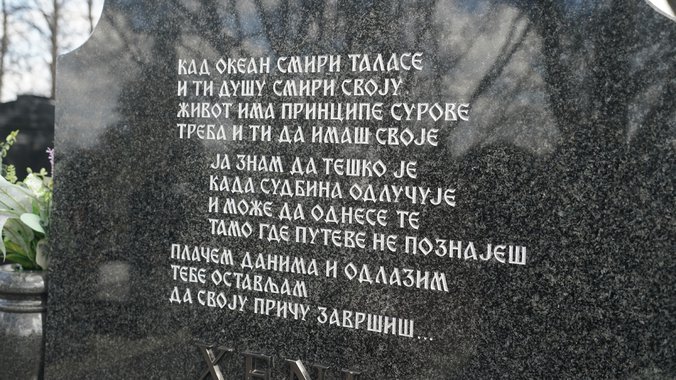 КАД ОКЕАН СМИРИ ТАЛАСЕ
И ТИ ДУШУ СМИРИ СВОЈУ.
ЖИВОТ ИМА ПРИНЦИПЕ СУРОВЕ
ТРЕБА И ТИ ДА ИМАШ СВОЈЕ
ЈА ЗНАМ ДА ТЕШКО ЈЕ
КАДА СУДБИНА ОДЛУЧУЈЕ
И МОЖЕ ДА ОДНЕСЕ ТЕ
ТАМО ГДЕ ПУТЕВЕ НЕ ПОЗНАЈЕШ
ПЛАЧЕМ ДАНИМА И ОДЛАЗИМ
ТЕБЕ ОСТАВЉАМ
ДА СВОЈУ ПРИЧУ ЗАВРШИШ...